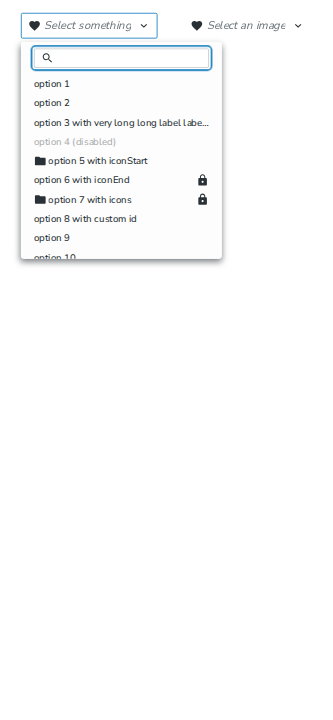 Select something
Select an image
option 1
option 2
option 3 with very long long label labe...
option 4 (disabled)
option 5 with iconStart
option 6 with iconEnd
option 7 with icons
option 8 with custom id
option 9
option 10